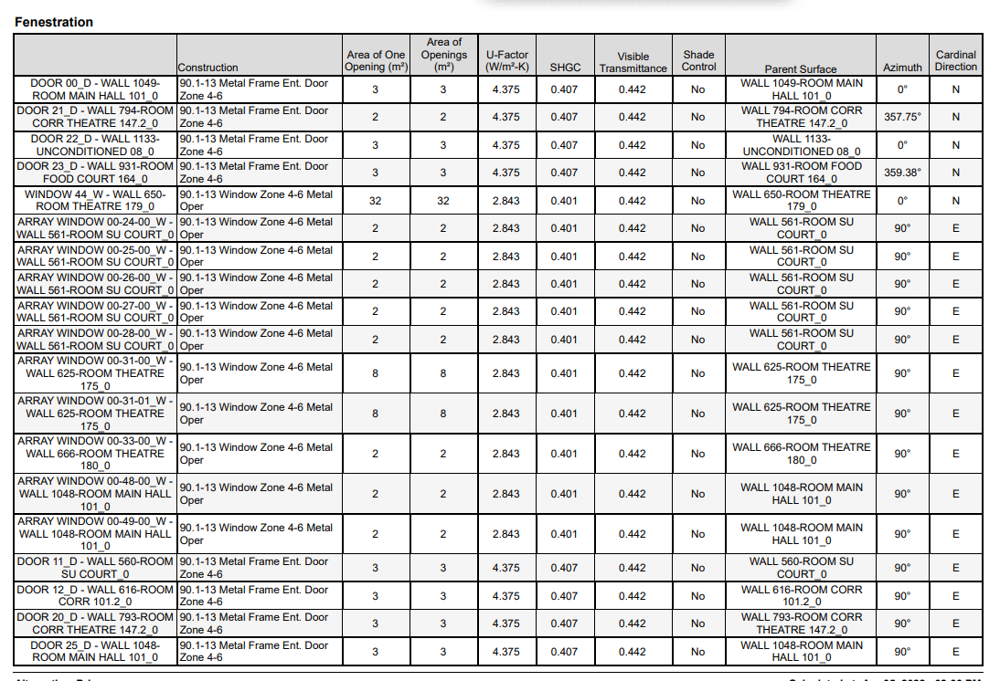 Fenestration
Construction
Area of One Opening (m²)
Area of Openings (m²)
U-Factor (W/m²-K)
SHGC
Visible Transmittance
Shade Control
Parent Surface
Azimuth
Cardinal Direction
DOOR 00_D - WALL 1049-ROOM MAIN HALL 101_0 90.1-13 Metal Frame Ent. Door Zone 4-6 3 3 4.375 0.407 0.442 No WALL 1049-ROOM MAIN HALL 101_0 0° N
DOOR 21_D - WALL 794-ROOM CORR THEATRE 147.2_0 90.1-13 Metal Frame Ent. Door Zone 4-6 2 2 4.375 0.407 0.442 No WALL 794-ROOM CORR THEATRE 147.2_0 357.75° N
DOOR 22_D - WALL 1133-UNCONDITIONED 08_0 90.1-13 Metal Frame Ent. Door Zone 4-6 3 3 4.375 0.407 0.442 No WALL 1133-UNCONDITIONED 08_0 0° N
DOOR 23_D - WALL 931-ROOM FOOD COURT 164_0 90.1-13 Metal Frame Ent. Door Zone 4-6 3 3 4.375 0.407 0.442 No WALL 931-ROOM FOOD COURT 164_0 359.38° N
WINDOW 44_W - WALL 650-ROOM THEATRE 179_0 90.1-13 Window Zone 4-6 Metal Oper 32 32 2.843 0.401 0.442 No WALL 650-ROOM THEATRE 179_0 0° N
ARRAY WINDOW 00-24-00_W - WALL 561-ROOM SU COURT_0 90.1-13 Window Zone 4-6 Metal Oper 2 2 2.843 0.401 0.442 No WALL 561-ROOM SU COURT_0 90° E
ARRAY WINDOW 00-25-00_W - WALL 561-ROOM SU COURT_0 90.1-13 Window Zone 4-6 Metal Oper 2 2 2.843 0.401 0.442 No WALL 561-ROOM SU COURT_0 90° E
ARRAY WINDOW 00-26-00_W - WALL 561-ROOM SU COURT_0 90.1-13 Window Zone 4-6 Metal Oper 2 2 2.843 0.401 0.442 No WALL 561-ROOM SU COURT_0 90° E
ARRAY WINDOW 00-27-00_W - WALL 561-ROOM SU COURT_0 90.1-13 Window Zone 4-6 Metal Oper 2 2 2.843 0.401 0.442 No WALL 561-ROOM SU COURT_0 90° E
ARRAY WINDOW 00-28-00_W - WALL 561-ROOM SU COURT_0 90.1-13 Window Zone 4-6 Metal Oper 2 2 2.843 0.401 0.442 No WALL 561-ROOM SU COURT_0 90° E
ARRAY WINDOW 00-31-00_W - WALL 625-ROOM THEATRE 175_0 90.1-13 Window Zone 4-6 Metal Oper 8 8 2.843 0.401 0.442 No WALL 625-ROOM THEATRE 175_0 90° E
ARRAY WINDOW 00-31-01_W - WALL 625-ROOM THEATRE 175_0 90.1-13 Window Zone 4-6 Metal Oper 8 8 2.843 0.401 0.442 No WALL 625-ROOM THEATRE 175_0 90° E
ARRAY WINDOW 00-33-00_W - WALL 666-ROOM THEATRE 180_0 90.1-13 Window Zone 4-6 Metal Oper 2 2 2.843 0.401 0.442 No WALL 666-ROOM THEATRE 180_0 90° E
ARRAY WINDOW 00-48-00_W - WALL 1048-ROOM MAIN HALL 101_0 90.1-13 Window Zone 4-6 Metal Oper 2 2 2.843 0.401 0.442 No WALL 1048-ROOM MAIN HALL 101_0 90° E
ARRAY WINDOW 00-49-00_W - WALL 1048-ROOM MAIN HALL 101_0 90.1-13 Window Zone 4-6 Metal Oper 2 2 2.843 0.401 0.442 No WALL 1048-ROOM MAIN HALL 101_0 90° E
DOOR 11_D - WALL 560-ROOM SU COURT_0 90.1-13 Metal Frame Ent. Door Zone 4-6 3 3 4.375 0.407 0.442 No WALL 560-ROOM SU COURT_0 90° E
DOOR 12_D - WALL 616-ROOM CORR 101.2_0 90.1-13 Metal Frame Ent. Door Zone 4-6 3 3 4.375 0.407 0.442 No WALL 616-ROOM CORR 101.2_0 90° E
DOOR 20_D - WALL 793-ROOM CORR THEATRE 147.2_0 90.1-13 Metal Frame Ent. Door Zone 4-6 3 3 4.375 0.407 0.442 No WALL 793-ROOM CORR THEATRE 147.2_0 90° E
DOOR 25_D - WALL 1048-ROOM MAIN HALL 101_0 90.1-13 Metal Frame Ent. Door Zone 4-6 3 3 4.375 0.407 0.442 No WALL 1048-ROOM MAIN HALL 101_0 90° E